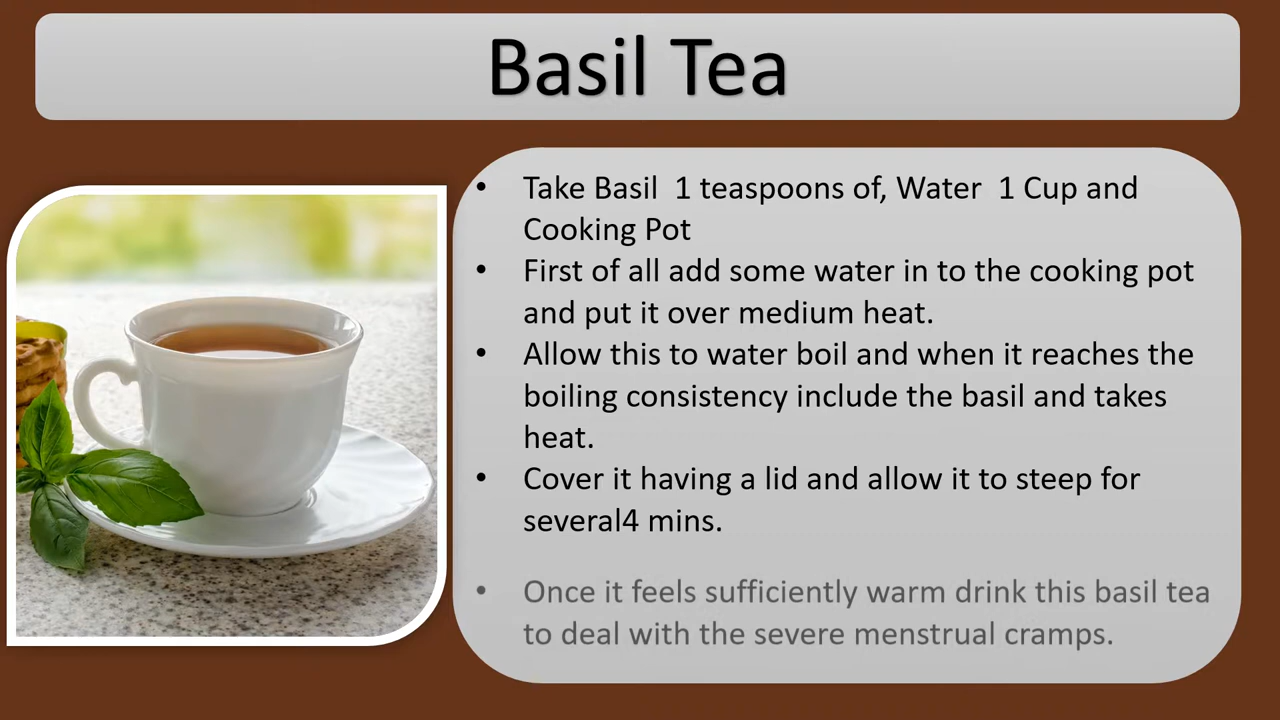 Basil Tea
• Take Basil  1 teaspoons of, Water  1 Cup and
Cooking Pot
• First of all add some water in to the cooking pot
and put it over medium heat.
• Allow this to water boil and when it reaches the
boiling consistency include the basil and takes
heat.
• Cover it having a lid and allow it to steep for
several4 mins.
• Once it feels sufficiently warm drink this basil tea
to deal with the severe menstrual cramps.